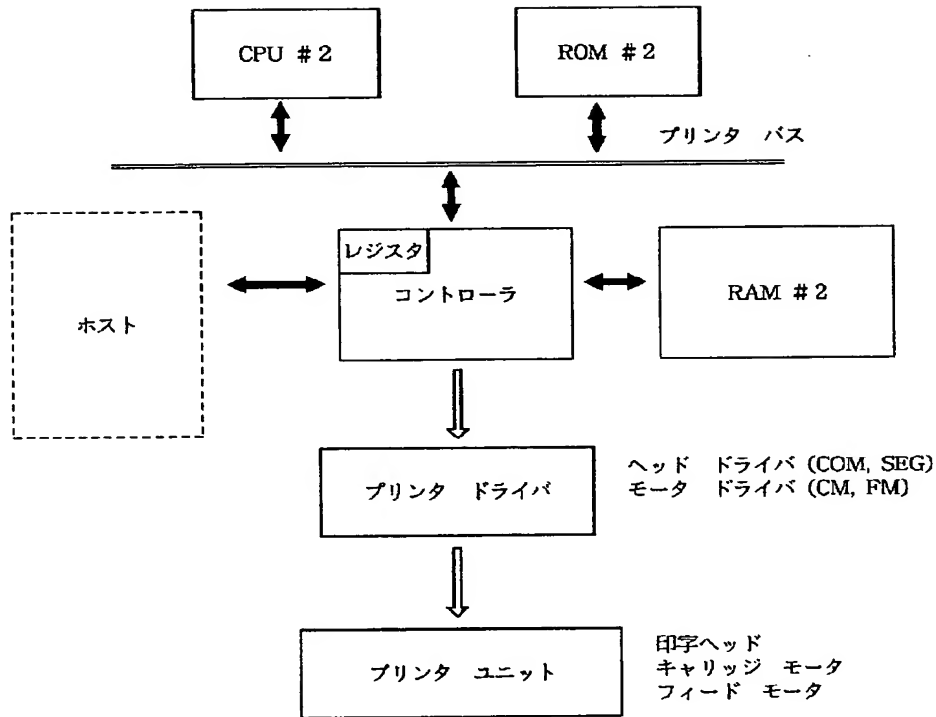 CPU #2
ROM #2
プリンタ バス
レジスタ
コントローラ
ホスト
RAM #2
プリンタ ドライバ
ヘッド ドライバ (COM, SEG)
モータ ドライバ (CM, FM)
プリンタ ユニット
印字ヘッド
キャリッジ モータ
フィード モータ